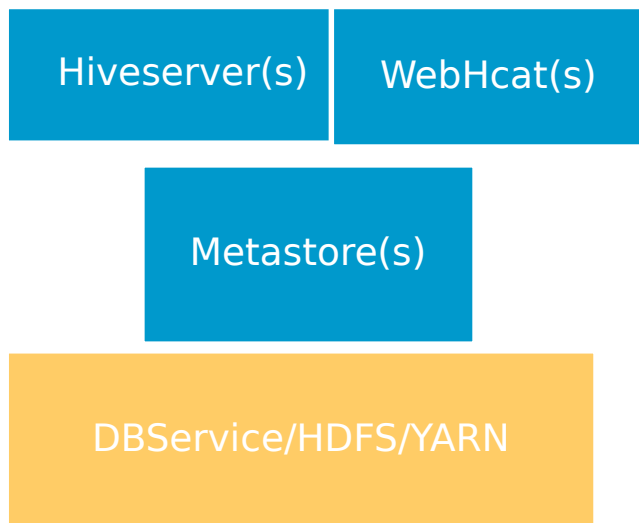 Hiveserver(s)
WebHcat(s)
Metastore(s)
DBService/HDFS/YARN